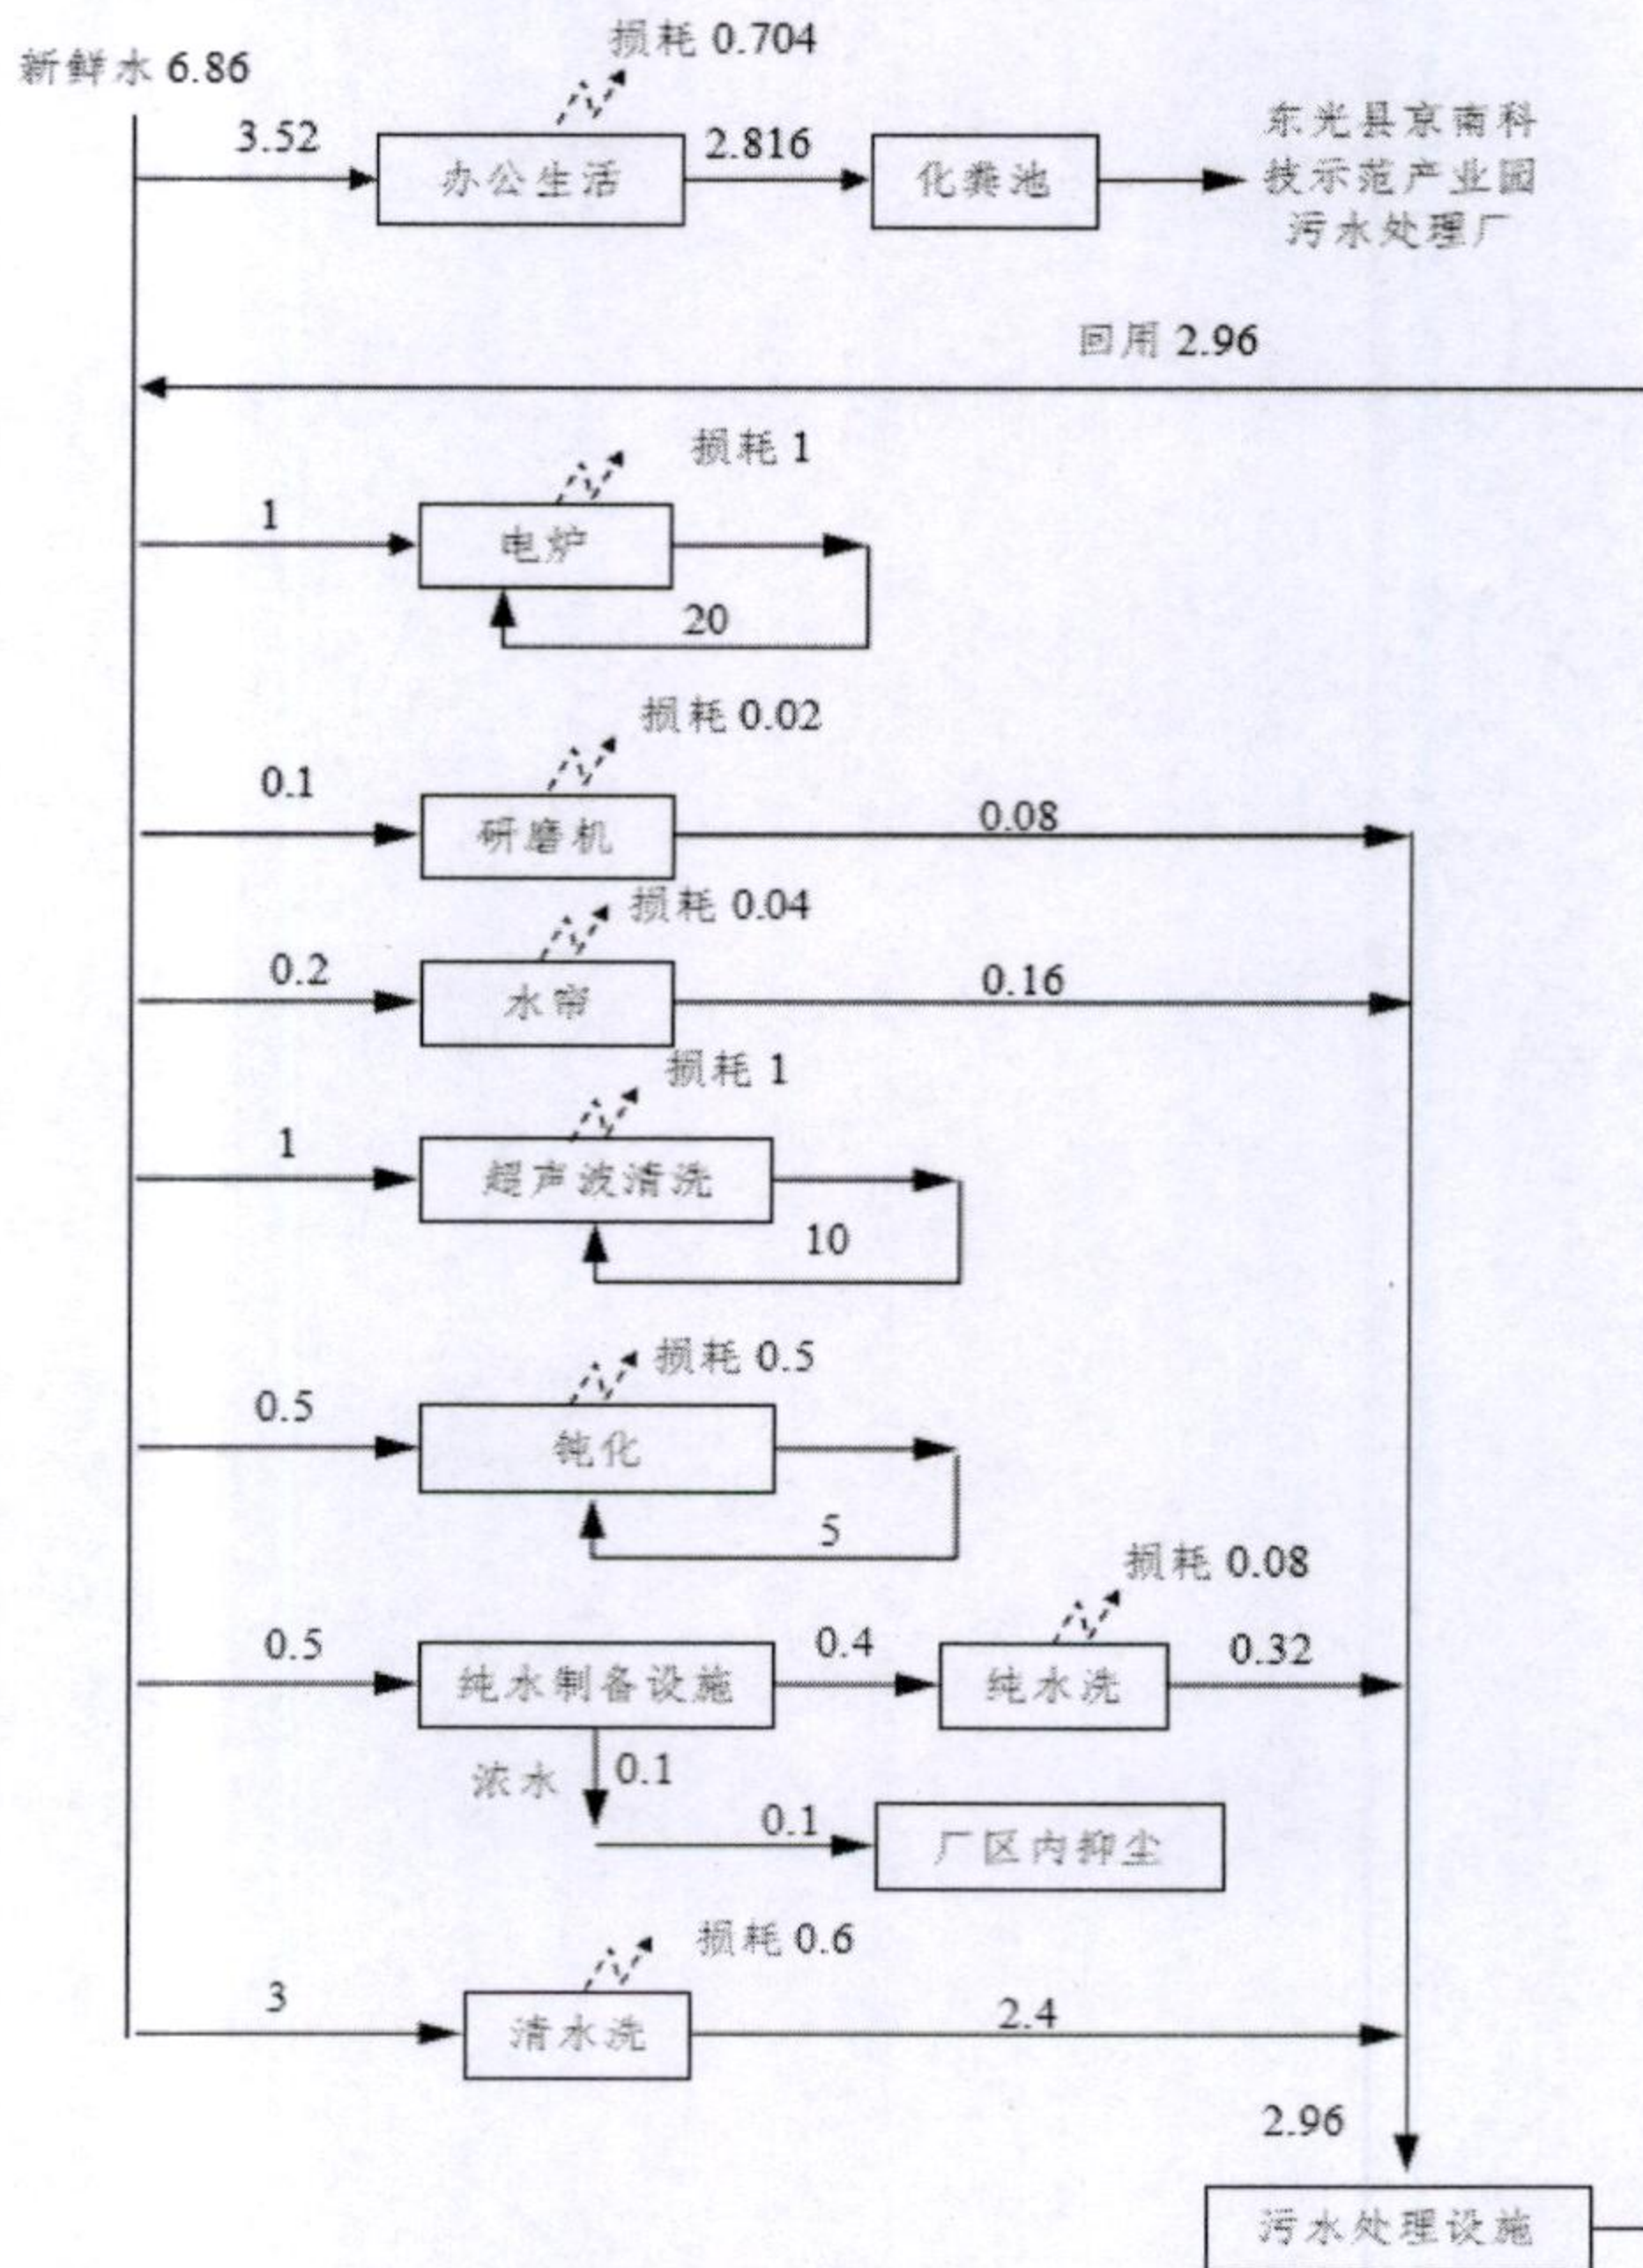 损耗 0.704
新鲜水 6.86
3.52
办公生活
2.816
化粪池
东光县京南科
技示范产业园
污水处理厂
回用 2.96
损耗 1
1
电炉
20
损耗 0.02
0.1
研磨机
0.08
损耗 0.04
0.2
水帘
0.16
损耗 1
1
超声波清洗
10
损耗 0.5
0.5
钝化
5
损耗 0.08
0.5
纯水制备设施
0.4
纯水洗
0.32
浓水
0.1
0.1
厂区内抑尘
损耗 0.6
3
清水洗
2.4
2.96
污水处理设施